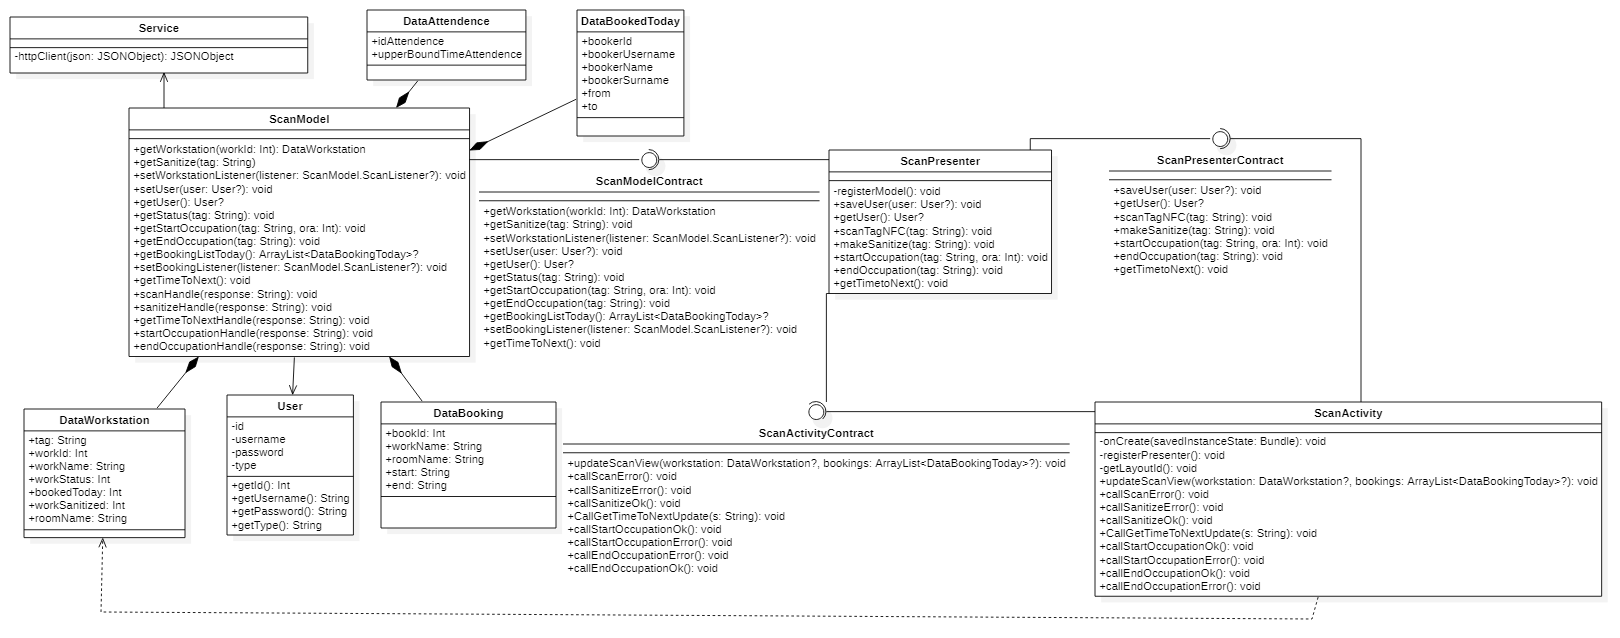 Service
-httpClient(json: JSONObject): JSONObject
DataAttendence
+idAttendence
+upperBoundTimeAttendence
DataBookedToday
+bookerId
+bookerUsername
+bookerName
+bookerSurname
+from
+to
ScanModel
+getWorkstation(workId: Int): DataWorkstation
+getSanitize(tag: String)
+setWorkstationListener(listener: ScanModel.ScanListener?): void
+setUser(user: User?): void
+getUser(): User?
+getStatus(tag: String): void
+getStartOccupation(tag: String, ora: Int): void
+getEndOccupation(tag: String): void
+getBookingListToday(): ArrayList<DataBookingToday>?
+setBookingListener(listener: ScanModel.ScanListener?): void
+getTimeToNext(): void
+scanHandle(response: String): void
+sanitizeHandle(response: String): void
+getTimeToNextHandle(response: String): void
+startOccupationHandle(response: String): void
+endOccupationHandle(response: String): void
ScanModelContract
+getWorkstation(workId: Int): DataWorkstation
+getSanitize(tag: String): void
+setWorkstationListener(listener: ScanModel.ScanListener?): void
+setUser(user: User?): void
+getUser(): User?
+getStatus(tag: String): void
+getStartOccupation(tag: String, ora: Int): void
+getEndOccupation(tag: String): void
+getBookingListToday(): ArrayList<DataBookingToday>?
+setBookingListener(listener: ScanModel.ScanListener?): void
+getTimeToNext(): void
ScanPresenter
-registerModel(): void
+saveUser(user: User?): void
+getUser(): User?
+scanTagNFC(tag: String): void
+makeSanitize(tag: String): void
+startOccupation(tag: String, ora: Int): void
+endOccupation(tag: String): void
+getTimetoNext(): void
ScanPresenterContract
+saveUser(user: User?): void
+getUser(): User?
+scanTagNFC(tag: String): void
+makeSanitize(tag: String): void
+startOccupation(tag: String, ora: Int): void
+endOccupation(tag: String): void
+getTimetoNext(): void
DataWorkstation
+tag: String
+workId: Int
+workName: String
+workStatus: Int
+bookedToday: Int
+workSanitized: Int
+roomName: String
User
-id
-username
-password
-type
+getId(): Int
+getUsername(): String
+getPassword(): String
+getType(): String
DataBooking
+bookId: Int
+workName: String
+roomName: String
+start: String
+end: String
ScanActivityContract
+updateScanView(workstation: DataWorkstation?, bookings: ArrayList<DataBookingToday>?): void
+callScanError(): void
+callSanitizeError(): void
+callSanitizeOk(): void
+CallGetTimeToNextUpdate(s: String): void
+callStartOccupationOk(): void
+callStartOccupationError(): void
+callEndOccupationError(): void
+callEndOccupationOk(): void
ScanActivity
-onCreate(savedInstanceState: Bundle): void
-registerPresenter(): void
-getLayoutId(): void
+updateScanView(workstation: DataWorkstation?, bookings: ArrayList<DataBookingToday>?): void
+callScanError(): void
+callSanitizeError(): void
+callSanitizeOk(): void
+CallGetTimeToNextUpdate(s: String): void
+callStartOccupationOk(): void
+callStartOccupationError(): void
+callEndOccupationOk(): void
+callEndOccupationError(): void